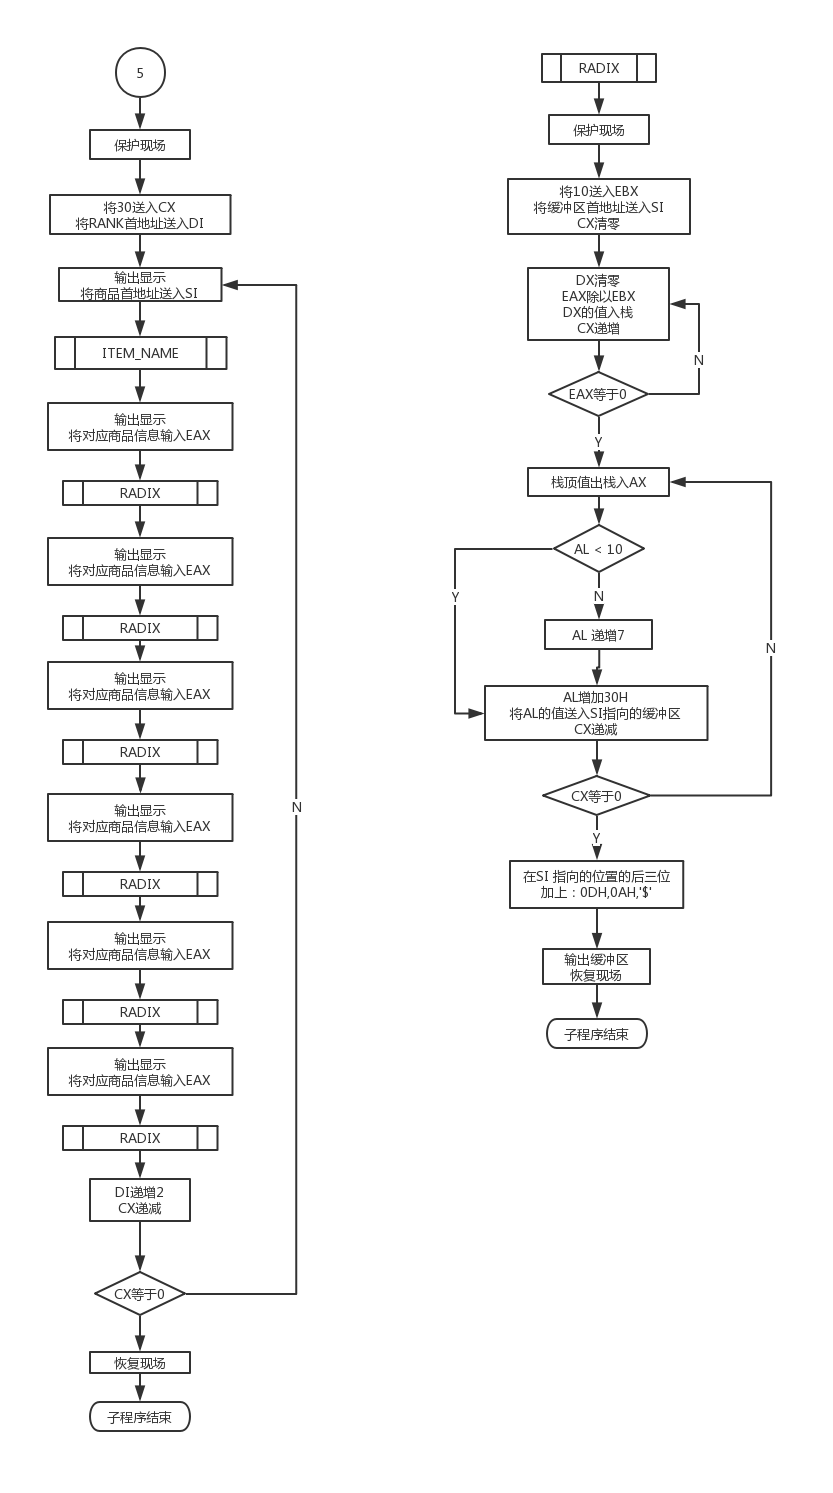 5
保护现场
将30送入CX
将RANK首地址送入DI
输出显示
将商品首地址送入SI
ITEM_NAME
输出显示
将对应商品信息输入EAX
RADIX
输出显示
将对应商品信息输入EAX
RADIX
输出显示
将对应商品信息输入EAX
RADIX
输出显示
将对应商品信息输入EAX
RADIX
输出显示
将对应商品信息输入EAX
RADIX
输出显示
将对应商品信息输入EAX
RADIX
DI递增2
CX递减
CX等于0
N
恢复现场
子程序结束
RADIX
保护现场
将10送入EBX
将缓冲区首地址送入SI
CX清零
DX清零
EAX除以EBX
DX的值入栈
CX递增
N
EAX等于0
Y
栈顶值出栈入AX
AL < 10
Y
N
AL 递增7
N
AL增加30H
将AL的值送入SI指向的缓冲区
CX递减
CX等于0
Y
在SI 指向的位置的后三位
加上：0DH,0AH,'$'
输出缓冲区
恢复现场
子程序结束